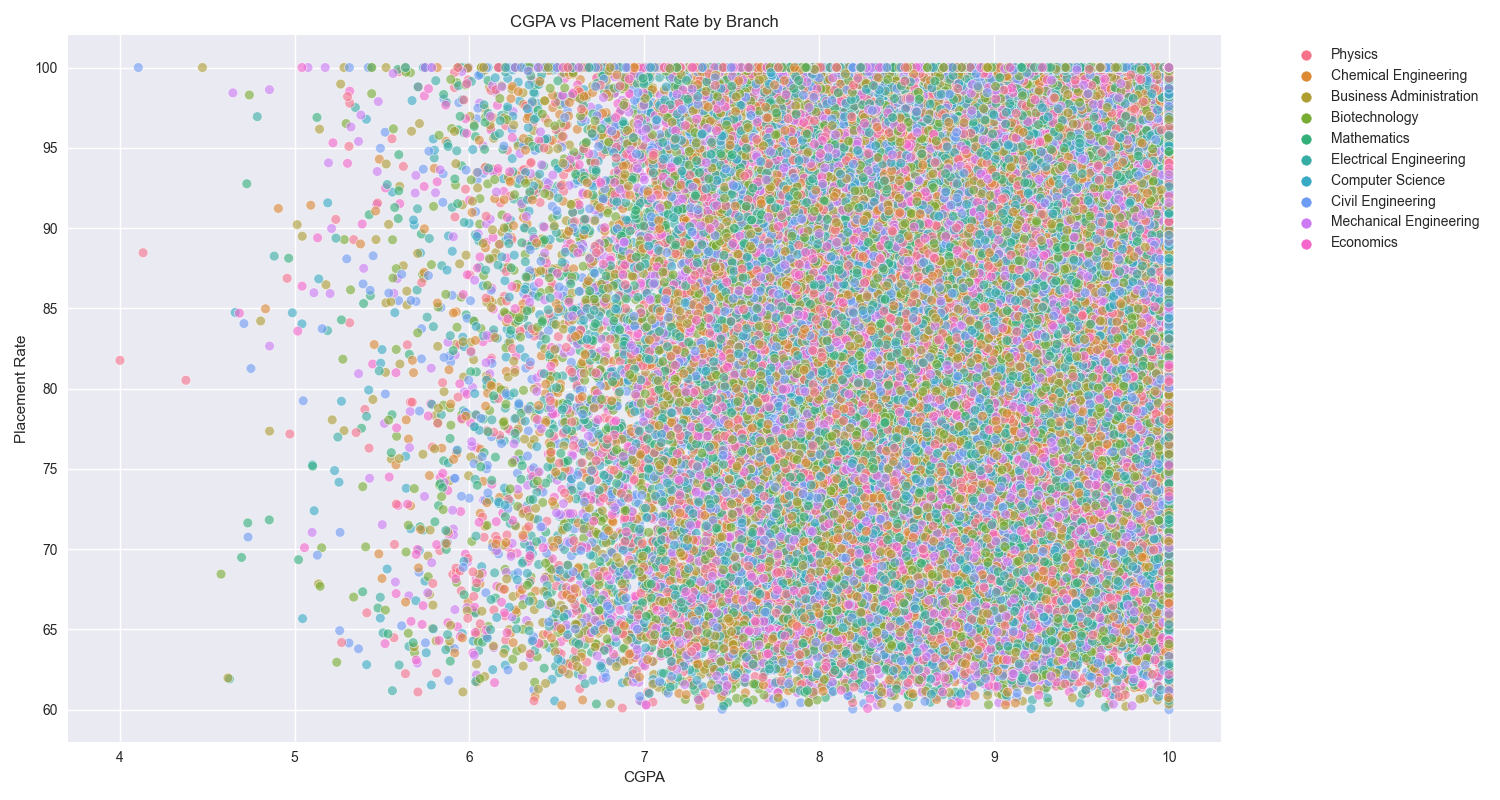 CGPA vs Placement Rate by Branch
Placement Rate
100
95
90
85
80
75
70
65
60
4 5 6 7 8 9 10
CGPA
Physics
Chemical Engineering
Business Administration
Biotechnology
Mathematics
Electrical Engineering
Computer Science
Civil Engineering
Mechanical Engineering
Economics